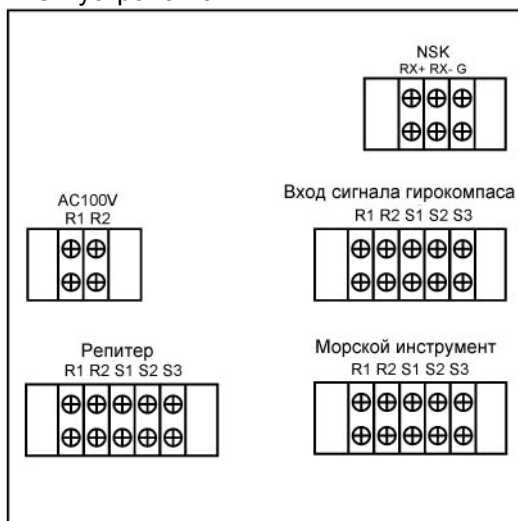 NSK
RX+ RX- G
AC100V
R1 R2
Вход сигнала гирокомпаса
R1 R2 S1 S2 S3
Репитер
R1 R2 S1 S2 S3
Морской инструмент
R1 R2 S1 S2 S3